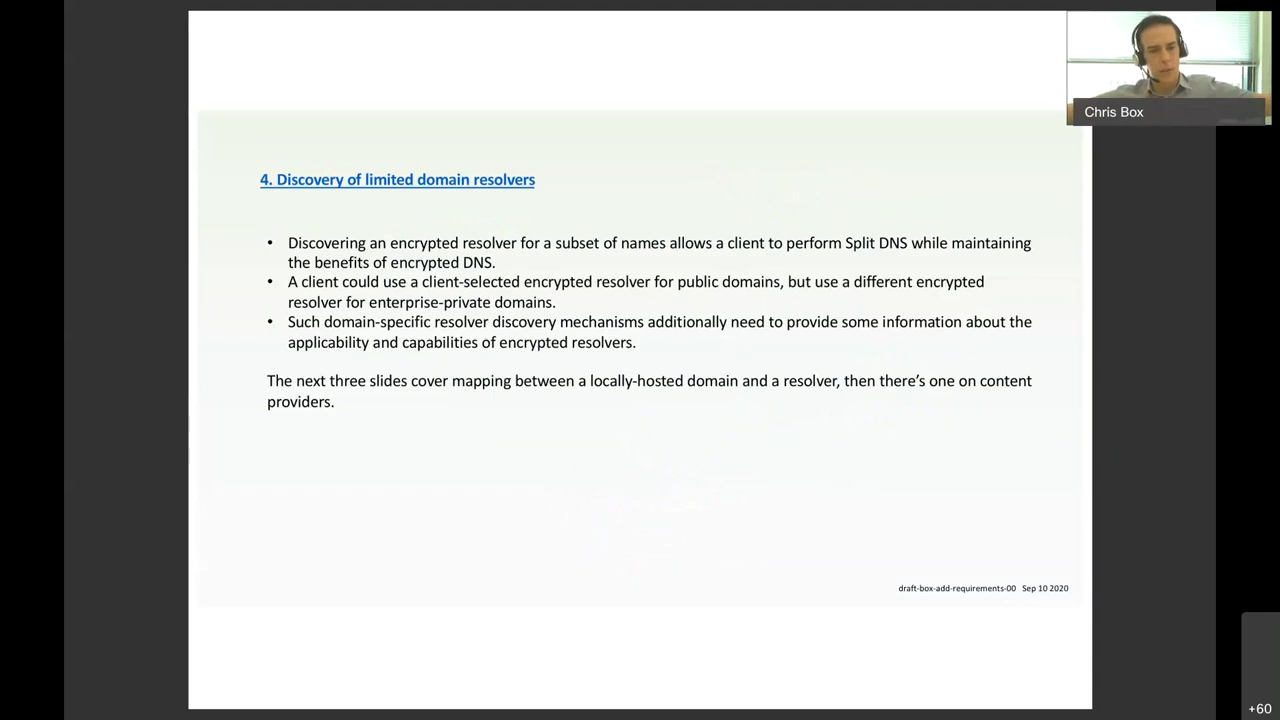 Chris Box
4. Discovery of limited domain resolvers
• Discovering an encrypted resolver for a subset of names allows a client to perform Split DNS while maintaining
the benefits of encrypted DNS.
• A client could use a client-selected encrypted resolver for public domains, but use a different encrypted
resolver for enterprise-private domains.
• Such domain-specific resolver discovery mechanisms additionally need to provide some information about the
applicability and capabilities of encrypted resolvers.
The next three slides cover mapping between a locally-hosted domain and a resolver, then there’s one on content
providers.
draft-box-add-requirements-00 Sep 10 2020
+60